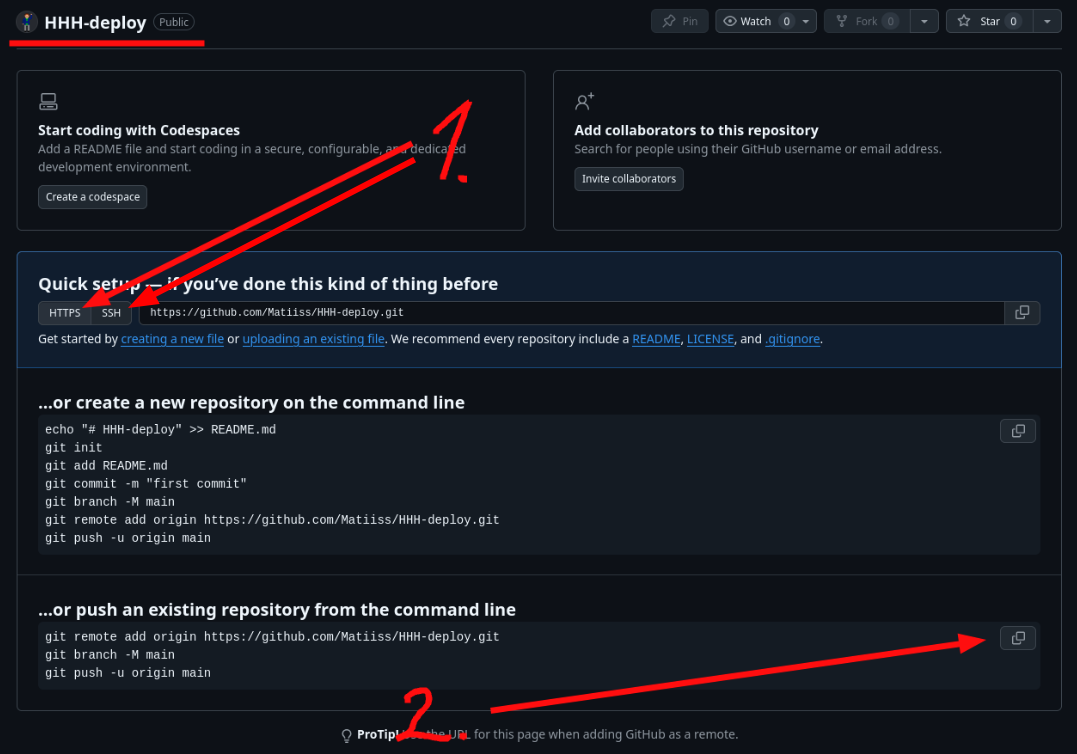 HHH-deploy Public
Pin
Watch 0
Fork 0
Star 0
1.
Start coding with Codespaces
Add a README file and start coding in a secure, configurable, and dedicated
development environment.
Create a codespace
Add collaborators to this repository
Search for people using their GitHub username or email address.
Invite collaborators
Quick setup — if you’ve done this kind of thing before
HTTPS SSH https://github.com/Matiiss/HHH-deploy.git
Get started by creating a new file or uploading an existing file. We recommend every repository include a README, LICENSE, and .gitignore.
…or create a new repository on the command line
echo "# HHH-deploy" >> README.md
git init
git add README.md
git commit -m "first commit"
git branch -M main
git remote add origin https://github.com/Matiiss/HHH-deploy.git
git push -u origin main
…or push an existing repository from the command line
git remote add origin https://github.com/Matiiss/HHH-deploy.git
git branch -M main
git push -u origin main
2.
ProTip! Use the URL for this page when adding GitHub as a remote.